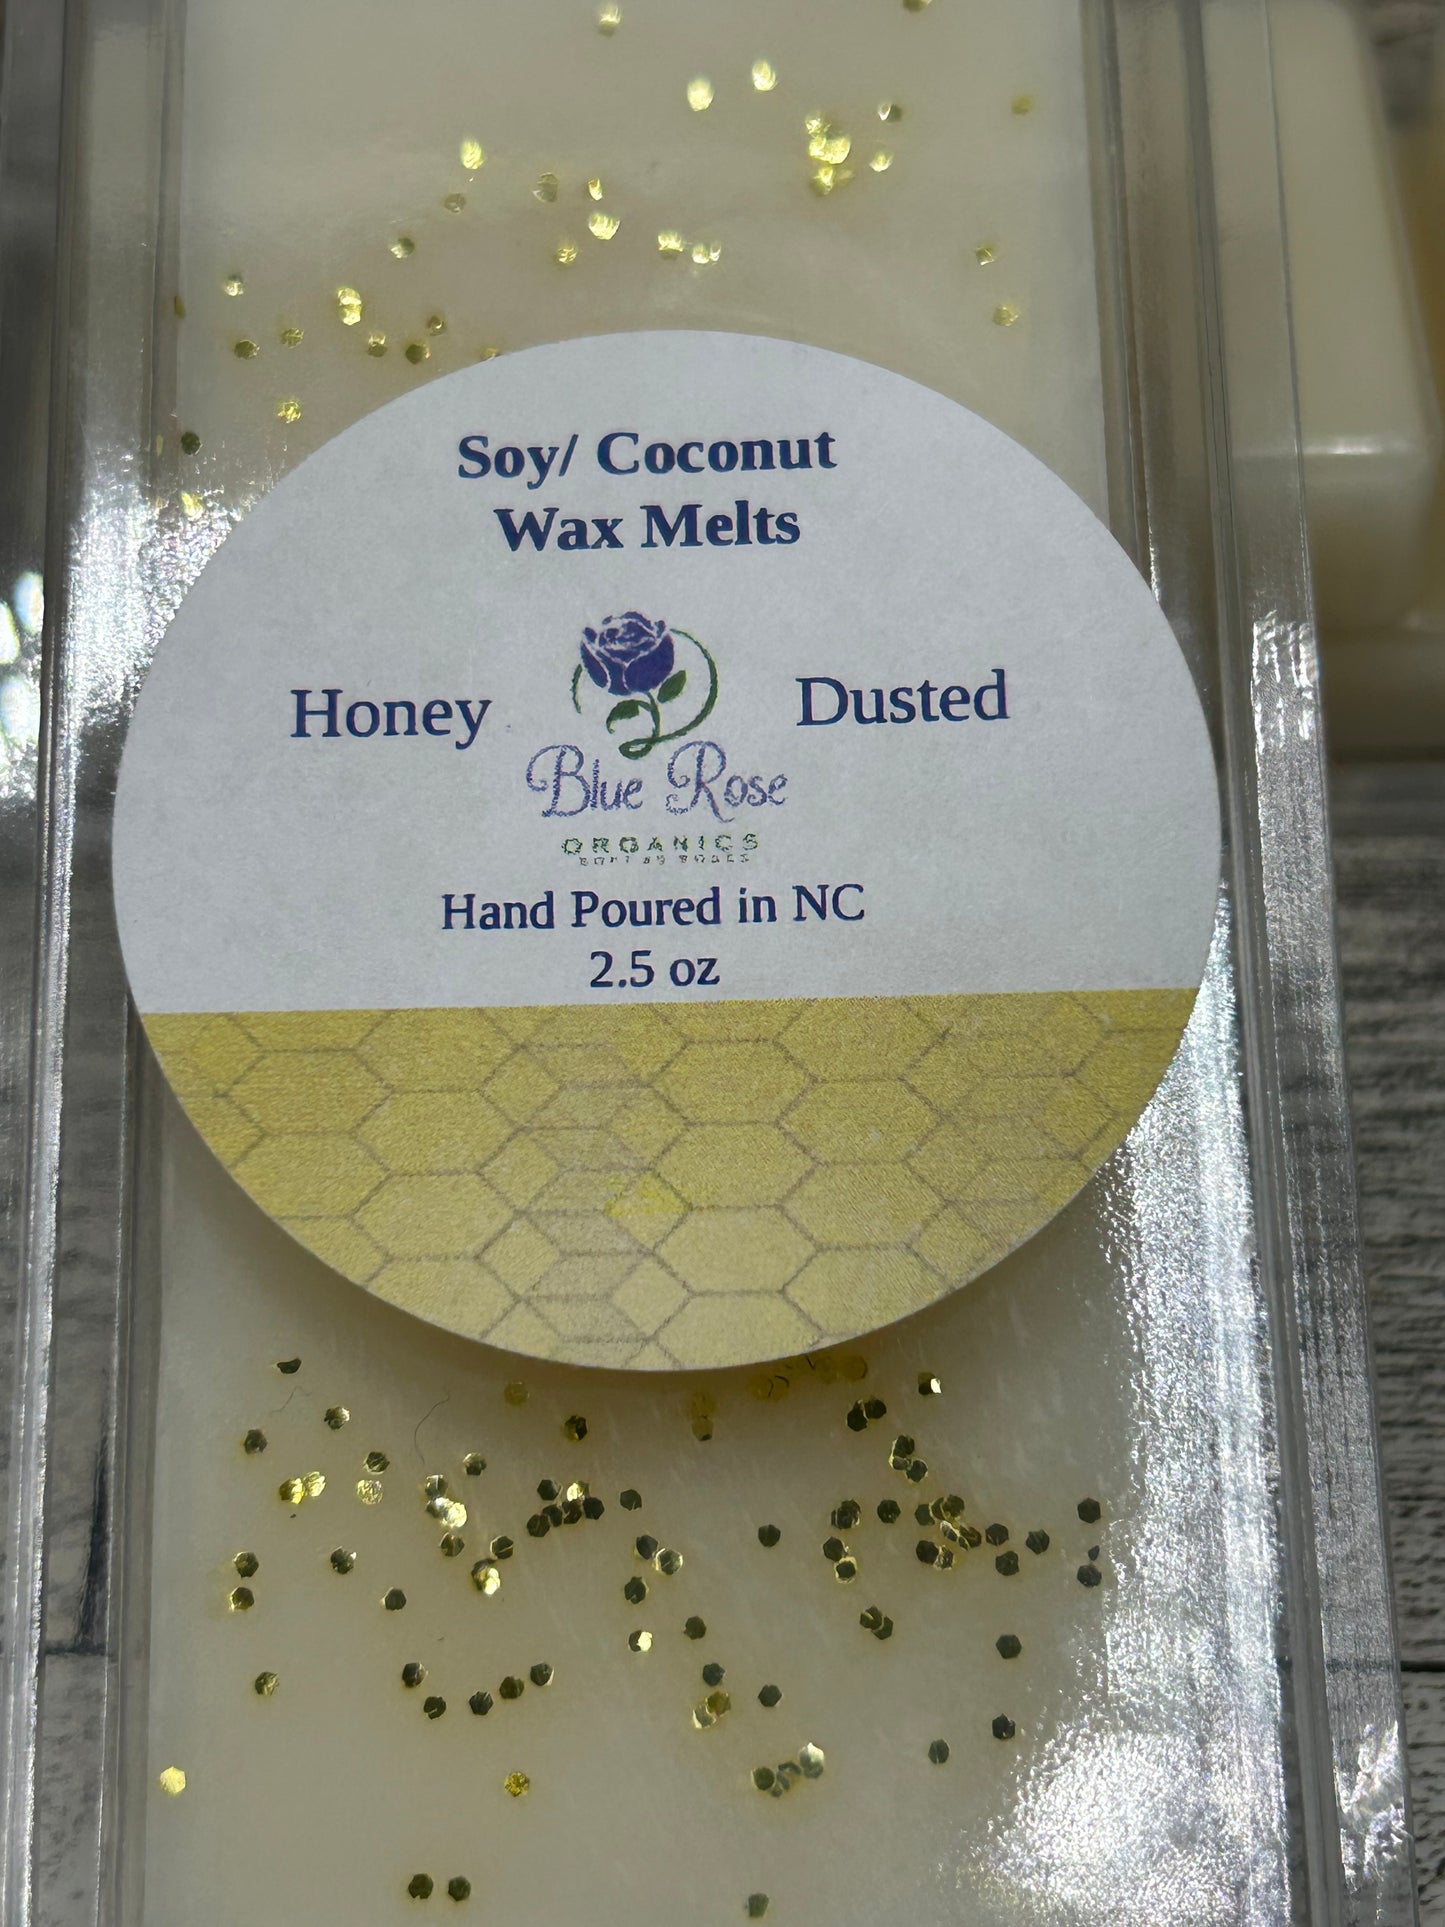 Soy/ Coconut
Wax Melts
Honey Dusted
Blue Rose
ORGANICS
Hand Poured in NC
2.5 oz